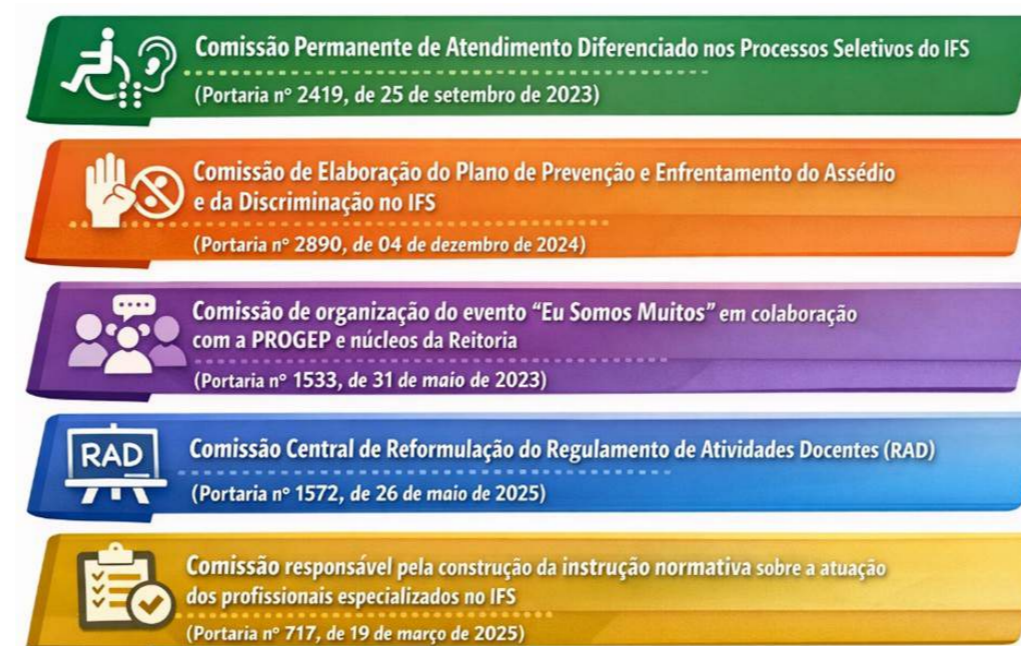 Comissão Permanente de Atendimento Diferenciado nos Processos Seletivos do IFS
(Portaria nº 2419, de 25 de setembro de 2023)
Comissão de Elaboração do Plano de Prevenção e Enfrentamento do Assédio
e da Discriminação no IFS
(Portaria nº 2890, de 04 de dezembro de 2024)
Comissão de organização do evento “Eu Somos Muitos” em colaboração
com a PROGEP e núcleos da Reitoria
(Portaria nº 1533, de 31 de maio de 2023)
RAD
Comissão Central de Reformulação do Regulamento de Atividades Docentes (RAD)
(Portaria nº 1572, de 26 de maio de 2025)
Comissão responsável pela construção da instrução normativa sobre a atuação
dos profissionais especializados no IFS
(Portaria nº 717, de 19 de março de 2025)